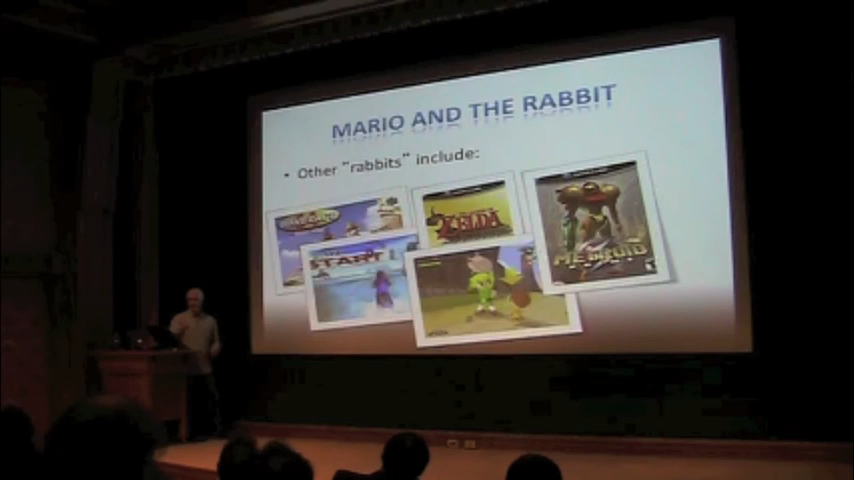 MARIO AND THE RABBIT
• Other "rabbits" include:
ZELDA
START
METROID